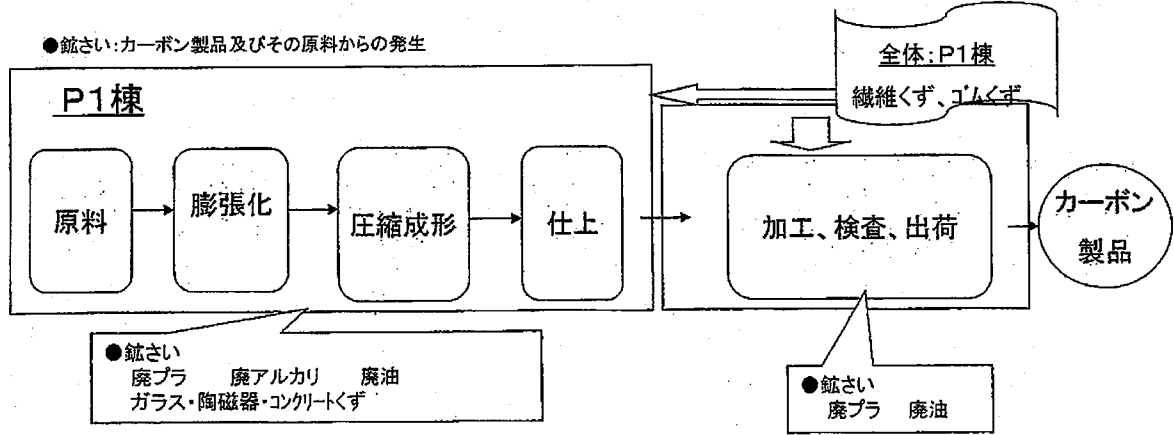 ●鉱さい:カーボン製品及びその原料からの発生
全体:P1棟
繊維くず、ゴムくず
P1棟
原料
膨張化
圧縮成形
仕上
加工、検査、出荷
カーボン
製品
●鉱さい
廃プラ 廃アルカリ 廃油
ガラス・陶磁器・コンクリートくず
●鉱さい
廃プラ 廃油